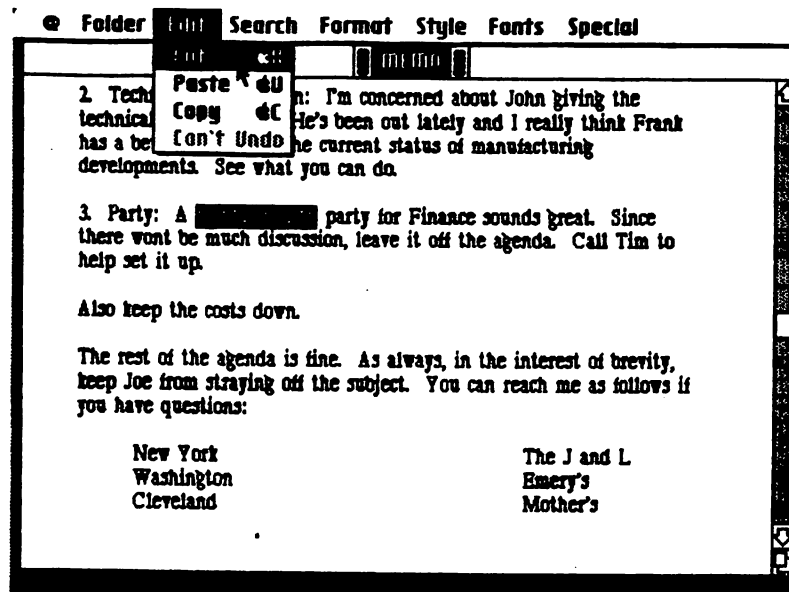 @ Folder Edit Search Format Style Fonts Special
Cut
memo
Paste U
Copy C
Can't Undo
2. Tech n: I'm concerned about John giving the
technical He's been out lately and I really think Frank
has a be he current status of manufacturing
developments. See what you can do.
3. Party: A party for Finance sounds great. Since
there wont be much discussion, leave it off the agenda. Call Tim to
help set it up.
Also keep the costs down.
The rest of the agenda is fine. As always, in the interest of brevity,
keep Joe from straying off the subject. You can reach me as follows if
you have questions:
New York The J and L
Washington Emery's
Cleveland Mother's